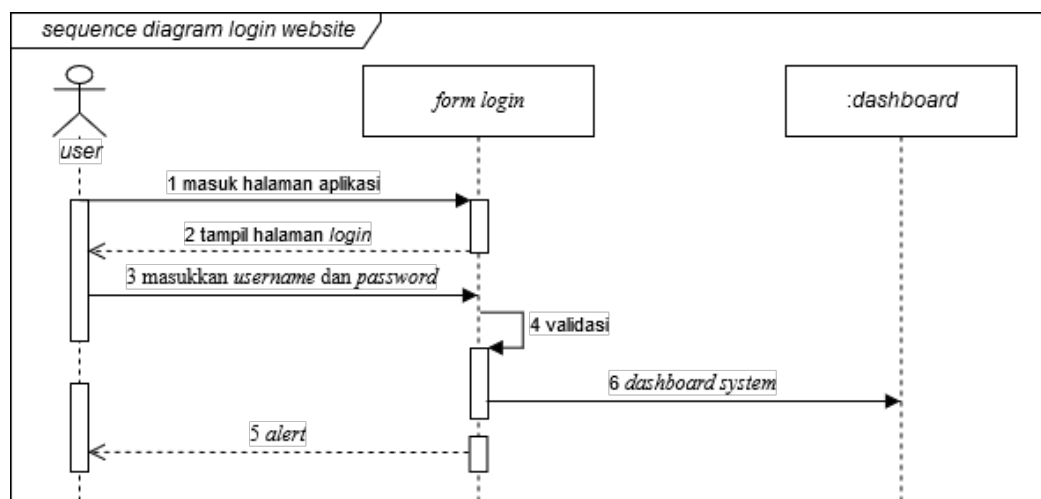 sequence diagram login website
user
form login
:dashboard
1 masuk halaman aplikasi
2 tampil halaman login
3 masukkan username dan password
4 validasi
6 dashboard system
5 alert